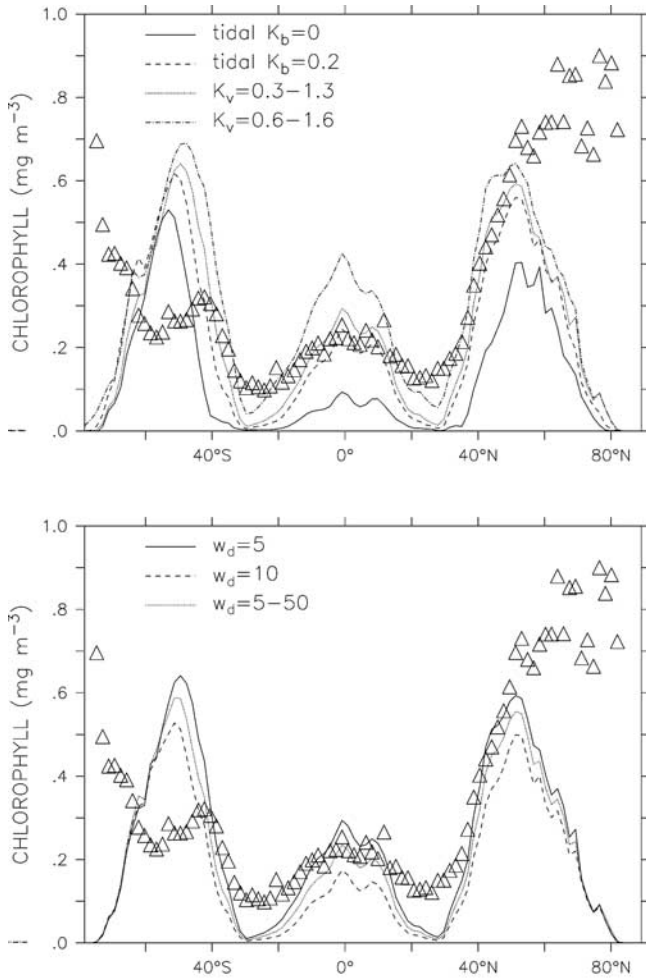 1.0
.8
.6
.4
.2
.0
CHLOROPHYLL (mg m⁻³)
tidal K_b=0
tidal K_b=0.2
K_v=0.3−1.3
K_v=0.6−1.6
40°S
0°
40°N
80°N
1.0
.8
.6
.4
.2
.0
CHLOROPHYLL (mg m⁻³)
w_d=5
w_d=10
w_d=5−50
40°S
0°
40°N
80°N